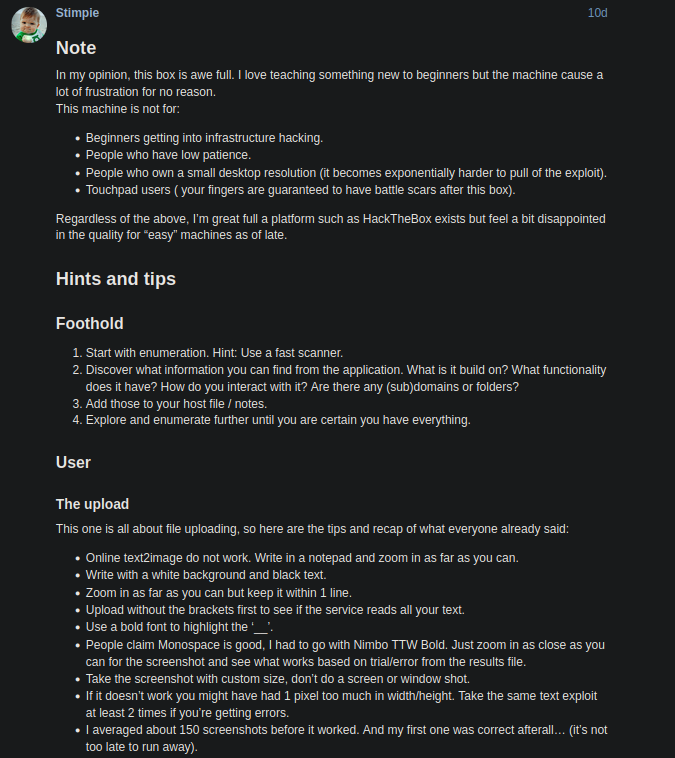 Stimpie 10d
Note
In my opinion, this box is awe full. I love teaching something new to beginners but the machine cause a
lot of frustration for no reason.
This machine is not for:
• Beginners getting into infrastructure hacking.
• People who have low patience.
• People who own a small desktop resolution (it becomes exponentially harder to pull of the exploit).
• Touchpad users ( your fingers are guaranteed to have battle scars after this box).
Regardless of the above, I’m great full a platform such as HackTheBox exists but feel a bit disappointed
in the quality for “easy” machines as of late.
Hints and tips
Foothold
1. Start with enumeration. Hint: Use a fast scanner.
2. Discover what information you can find from the application. What is it build on? What functionality
does it have? How do you interact with it? Are there any (sub)domains or folders?
3. Add those to your host file / notes.
4. Explore and enumerate further until you are certain you have everything.
User
The upload
This one is all about file uploading, so here are the tips and recap of what everyone already said:
• Online text2image do not work. Write in a notepad and zoom in as far as you can.
• Write with a white background and black text.
• Zoom in as far as you can but keep it within 1 line.
• Upload without the brackets first to see if the service reads all your text.
• Use a bold font to highlight the ‘__’.
• People claim Monospace is good, I had to go with Nimbo TTW Bold. Just zoom in as close as you
can for the screenshot and see what works based on trial/error from the results file.
• Take the screenshot with custom size, don’t do a screen or window shot.
• If it doesn’t work you might have had 1 pixel too much in width/height. Take the same text exploit
at least 2 times if you’re getting errors.
• I averaged about 150 screenshots before it worked. And my first one was correct afterall… (it’s not
too late to run away).